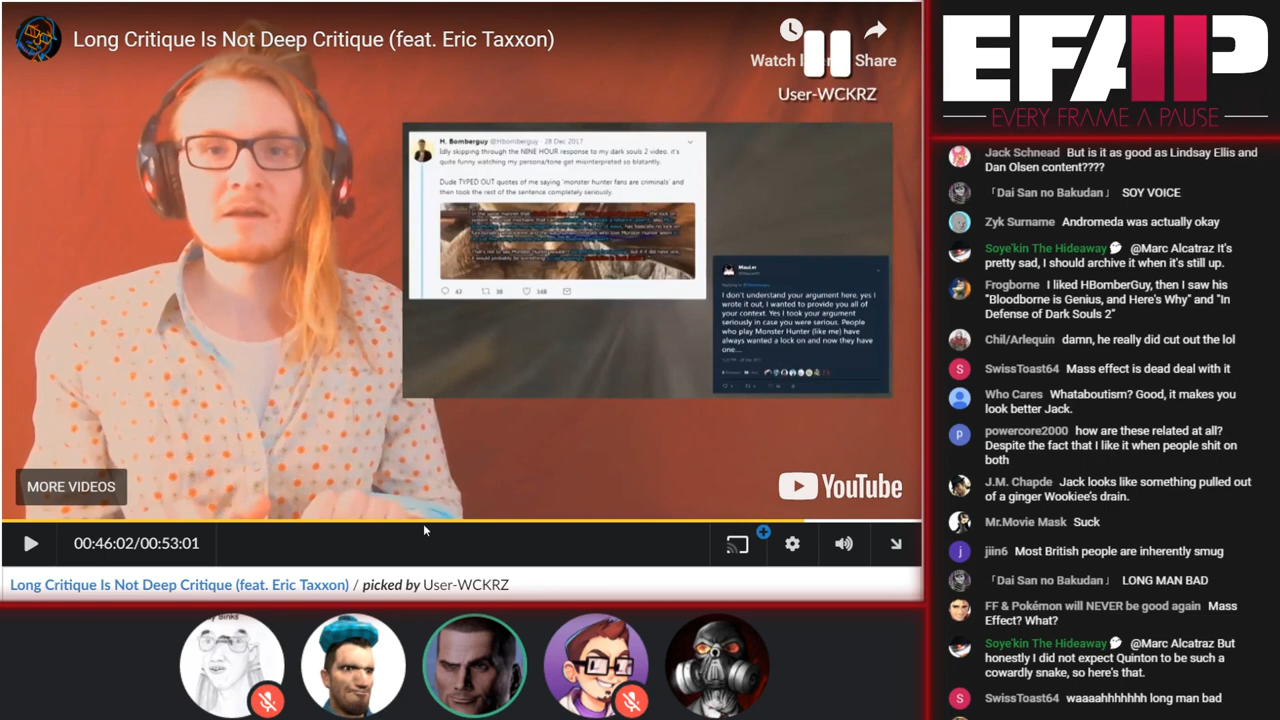 Long Critique Is Not Deep Critique (feat. Eric Taxxon)
Watch l
Share
User-WCKRZ
H. Bomberguy @Hbomberguy · 28 Dec 2017
Idly skipping through the NINE HOUR response to my dark souls 2 video. it's
quite funny watching my persona/tone get misinterpreted so blatantly.
Dude TYPED OUT quotes of me saying 'monster hunter fans are criminals' and
then took the rest of the sentence completely seriously.
42
38
348
MauLer
I don't understand your argument here, yes I
wrote it out, I wanted to provide you all of
your context. Yes I took your argument
seriously in case you were serious. People
who play Monster Hunter (like me) have
always wanted a lock on and now they have
one...
MORE VIDEOS
YouTube
00:46:02/00:53:01
Long Critique Is Not Deep Critique (feat. Eric Taxxon) / picked by User-WCKRZ
EFAP
EVERY FRAME A PAUSE
Jack Schnead But is it as good as Lindsay Ellis and
Dan Olsen content????
「Dai San no Bakudan」 SOY VOICE
Zyk Surname Andromeda was actually okay
Soye'kin The Hideaway @Marc Alcatraz It's
pretty sad, I should archive it when it's still up.
Frogborne I liked HBomberGuy, then I saw his
"Bloodborne is Genius, and Here's Why" and "In
Defense of Dark Souls 2"
Chil/Arlequin damn, he really did cut out the lol
S
SwissToast64 Mass effect is dead deal with it
Who Cares Whataboutism? Good, it makes you
look better Jack.
p
powercore2000 how are these related at all?
Despite the fact that I like it when people shit on
both
J.M. Chapde Jack looks like something pulled out
of a ginger Wookiee's drain.
Mr.Movie Mask Suck
j
jiin6 Most British people are inherently smug
「Dai San no Bakudan」 LONG MAN BAD
FF & Pokémon will NEVER be good again Mass
Effect? What?
Soye'kin The Hideaway @Marc Alcatraz But
honestly I did not expect Quinton to be such a
cowardly snake, so here's that.
S
SwissToast64 waaaahhhhhhh long man bad